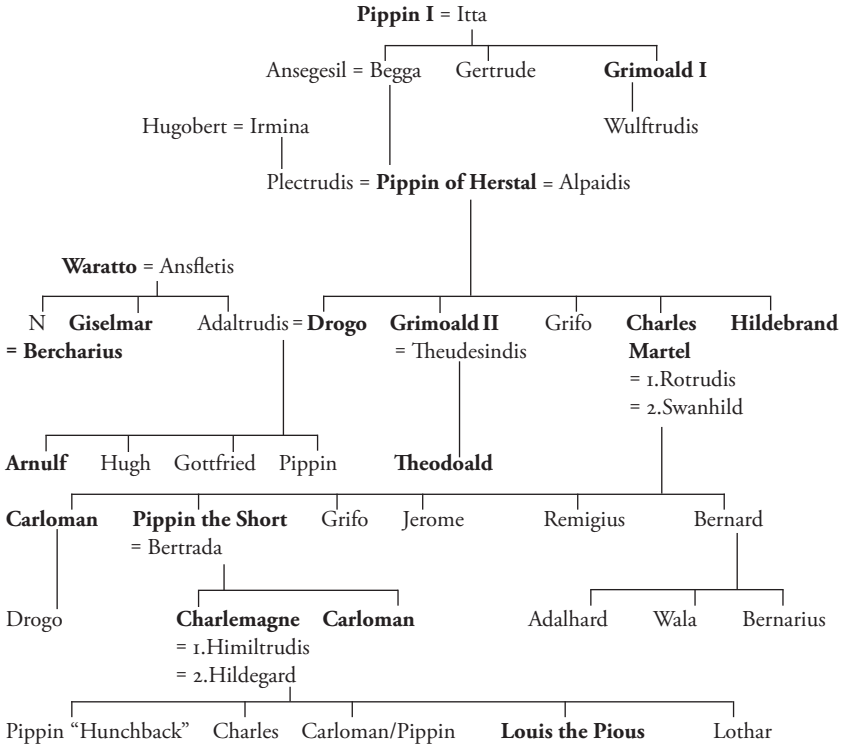 Pippin I = Itta
Ansegesil = Begga Gertrude Grimoald I
Hugobert = Irmina Wulftrudis
Plectrudis = Pippin of Herstal = Alpaidis
Waratto = Ansfletis
N Giselmar Adaltrudis = Drogo Grimoald II Grifo Charles Hildebrand
= Bercharius = Theudesindis Martel
= 1.Rotrudis
= 2.Swanhild
Arnulf Hugh Gottfried Pippin Theodoald
Carloman Pippin the Short Grifo Jerome Remigius Bernard
= Bertrada
Drogo Charlemagne Carloman Adalhard Wala Bernarius
= 1.Himiltrudis
= 2.Hildegard
Pippin “Hunchback” Charles Carloman/Pippin Louis the Pious Lothar